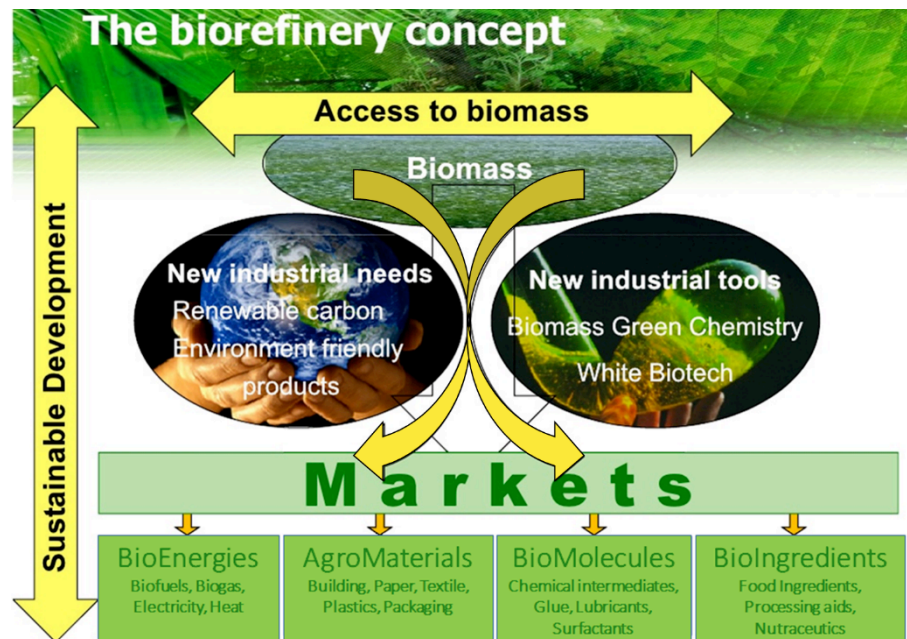 The biorefinery concept
Access to biomass
Biomass
Sustainable Development
New industrial needs
Renewable carbon
Environment friendly
products
New industrial tools
Biomass Green Chemistry
White Biotech
Markets
BioEnergies
Biofuels, Biogas,
Electricity, Heat
AgroMaterials
Building, Paper, Textile,
Plastics, Packaging
BioMolecules
Chemical intermediates,
Glue, Lubricants,
Surfactants
BioIngredients
Food Ingredients,
Processing aids,
Nutraceutics